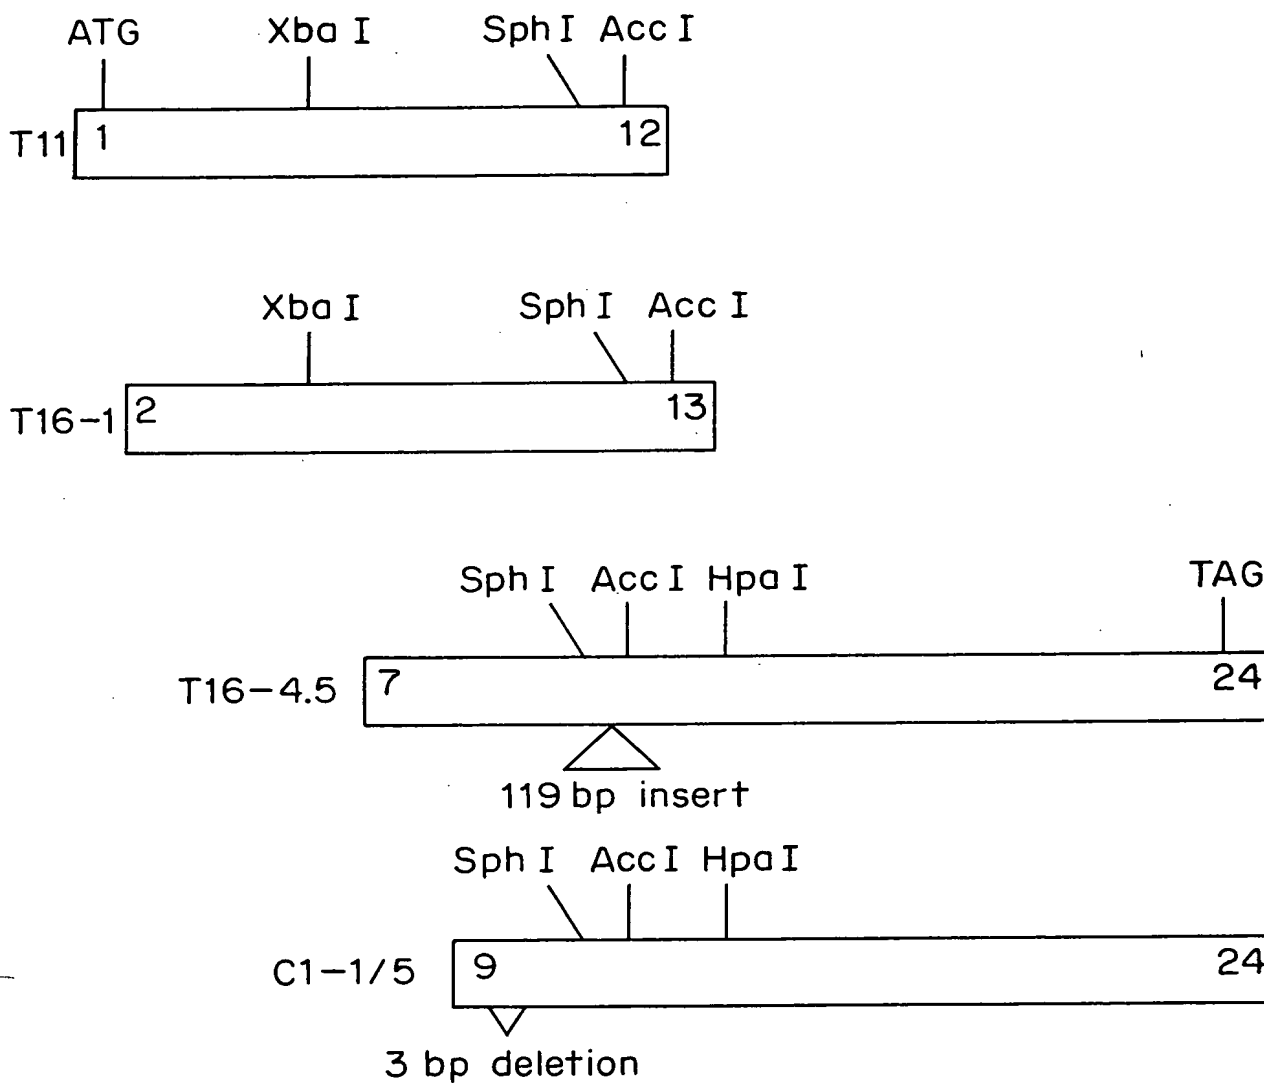 ATG Xba I Sph I Acc I
T11 1 12
Xba I Sph I Acc I
T16-1 2 13
Sph I Acc I Hpa I TAG
T16-4.5 7 24
119 bp insert
Sph I Acc I Hpa I
C1-1/5 9 24
3 bp deletion